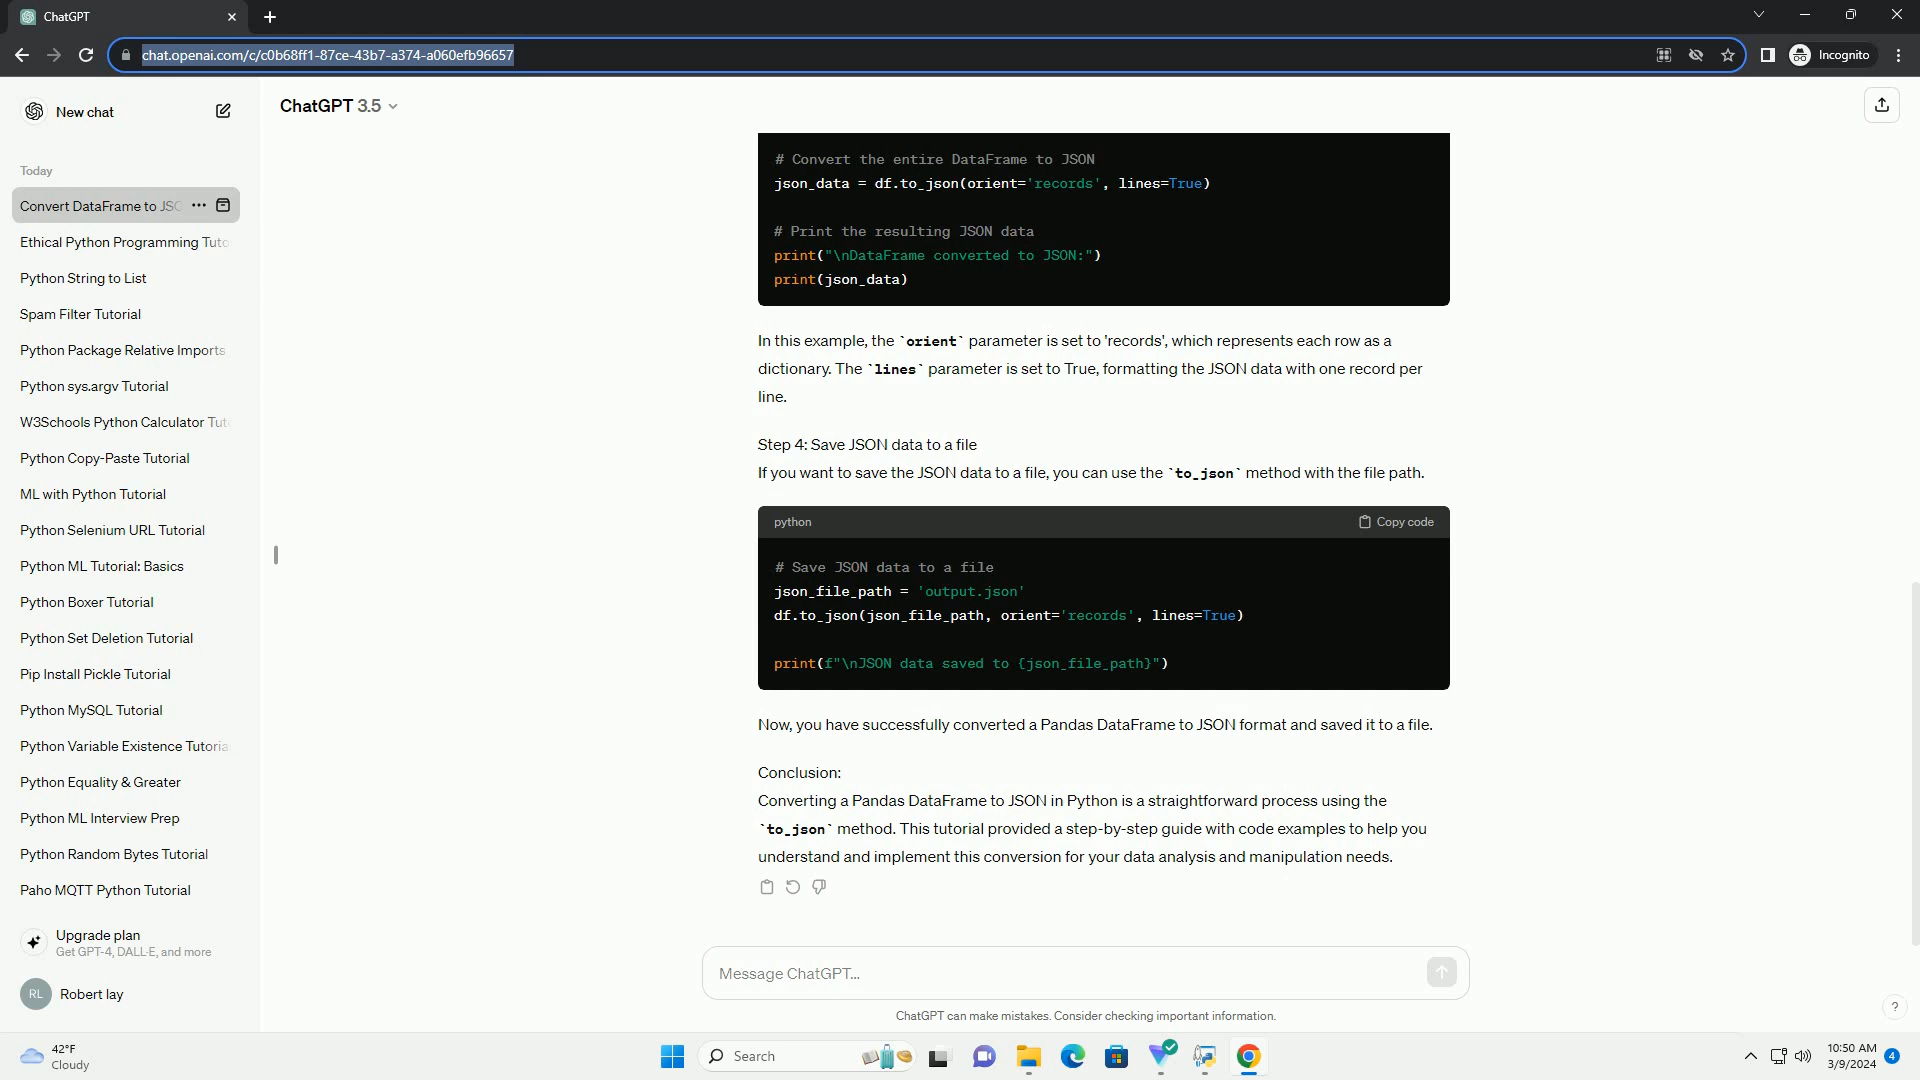 ChatGPT
chat.openai.com/c/c0b68ff1-87ce-43b7-a374-a060efb96657
Incognito
New chat
ChatGPT 3.5
Today
Convert DataFrame to JSO
Ethical Python Programming Tuto
Python String to List
Spam Filter Tutorial
Python Package Relative Imports
Python sys.argv Tutorial
W3Schools Python Calculator Tut
Python Copy-Paste Tutorial
ML with Python Tutorial
Python Selenium URL Tutorial
Python ML Tutorial: Basics
Python Boxer Tutorial
Python Set Deletion Tutorial
Pip Install Pickle Tutorial
Python MySQL Tutorial
Python Variable Existence Tutoria
Python Equality & Greater
Python ML Interview Prep
Python Random Bytes Tutorial
Paho MQTT Python Tutorial
Upgrade plan
Get GPT-4, DALL·E, and more
RL
Robert lay
# Convert the entire DataFrame to JSON
json_data = df.to_json(orient='records', lines=True)
# Print the resulting JSON data
print("\nDataFrame converted to JSON:")
print(json_data)
In this example, the `orient` parameter is set to 'records', which represents each row as a
dictionary. The `lines` parameter is set to True, formatting the JSON data with one record per
line.
Step 4: Save JSON data to a file
If you want to save the JSON data to a file, you can use the `to_json` method with the file path.
python
Copy code
# Save JSON data to a file
json_file_path = 'output.json'
df.to_json(json_file_path, orient='records', lines=True)
print(f"\nJSON data saved to {json_file_path}")
Now, you have successfully converted a Pandas DataFrame to JSON format and saved it to a file.
Conclusion:
Converting a Pandas DataFrame to JSON in Python is a straightforward process using the
`to_json` method. This tutorial provided a step-by-step guide with code examples to help you
understand and implement this conversion for your data analysis and manipulation needs.
Message ChatGPT...
ChatGPT can make mistakes. Consider checking important information.
?
42°F
Cloudy
Search
10:50 AM
3/9/2024
4